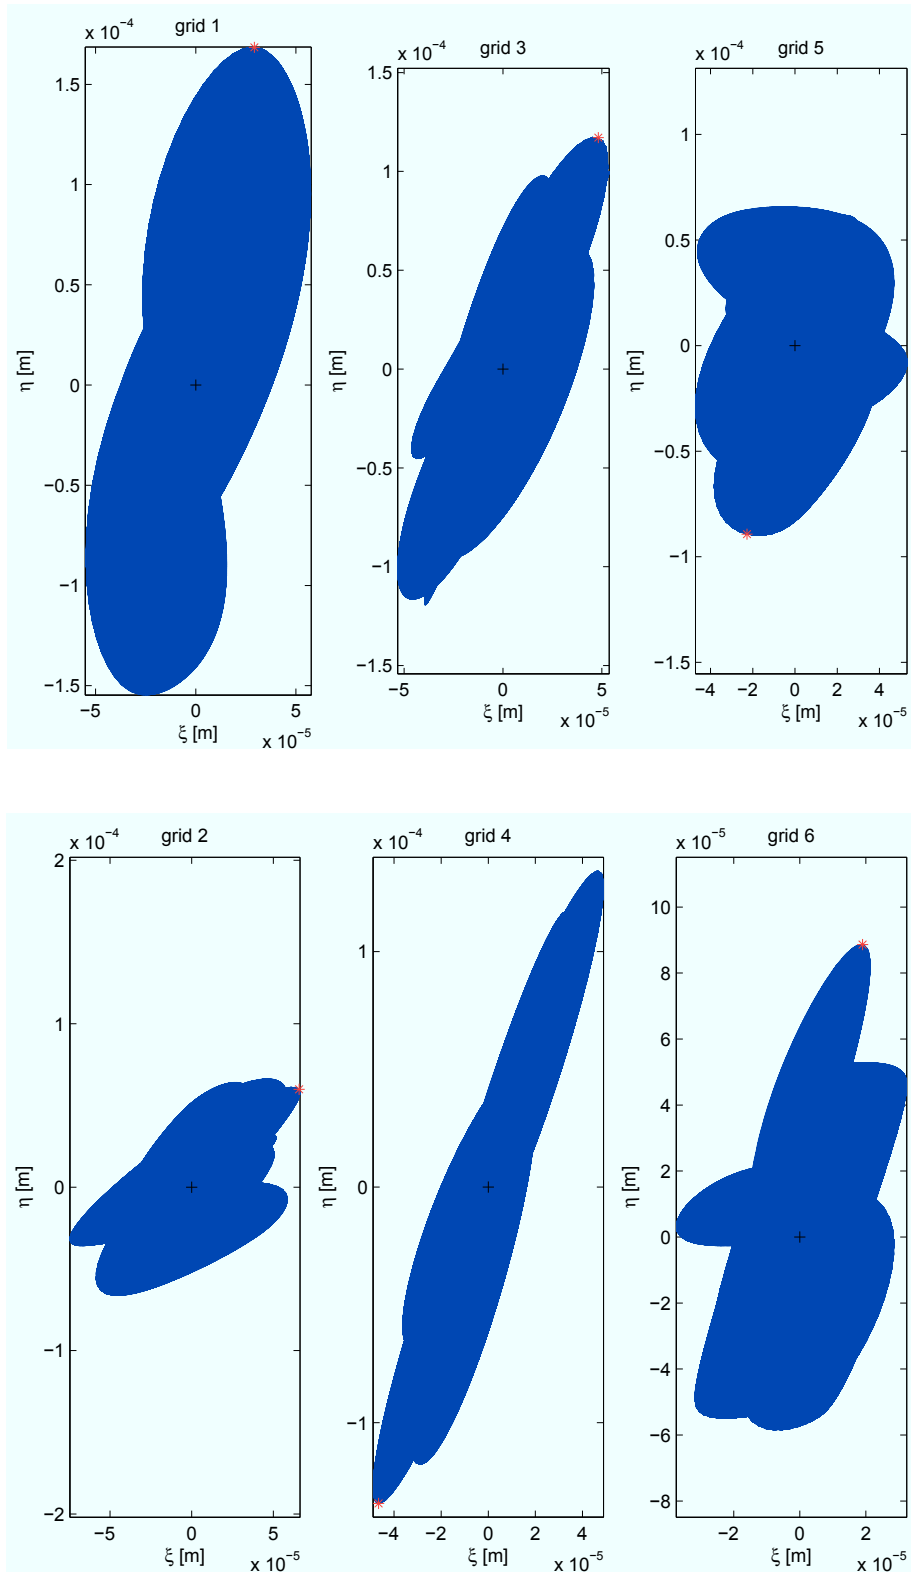 x 10⁻⁴ grid 1
1.5
1
0.5
0
−0.5
−1
−1.5
η [m]
−5 0 5
ξ [m]
x 10⁻⁵
x 10⁻⁴ grid 3
1.5
1
0.5
0
−0.5
−1
−1.5
η [m]
−5 0 5
ξ [m]
x 10⁻⁵
x 10⁻⁴ grid 5
1
0.5
0
−0.5
−1
−1.5
η [m]
−4 −2 0 2 4
ξ [m]
x 10⁻⁵
x 10⁻⁴ grid 2
2
1
0
−1
−2
η [m]
−5 0 5
ξ [m]
x 10⁻⁵
x 10⁻⁴ grid 4
1
0
−1
η [m]
−4 −2 0 2 4
ξ [m]
x 10⁻⁵
x 10⁻⁵ grid 6
10
8
6
4
2
0
−2
−4
−6
−8
η [m]
−2 0 2
ξ [m]
x 10⁻⁵